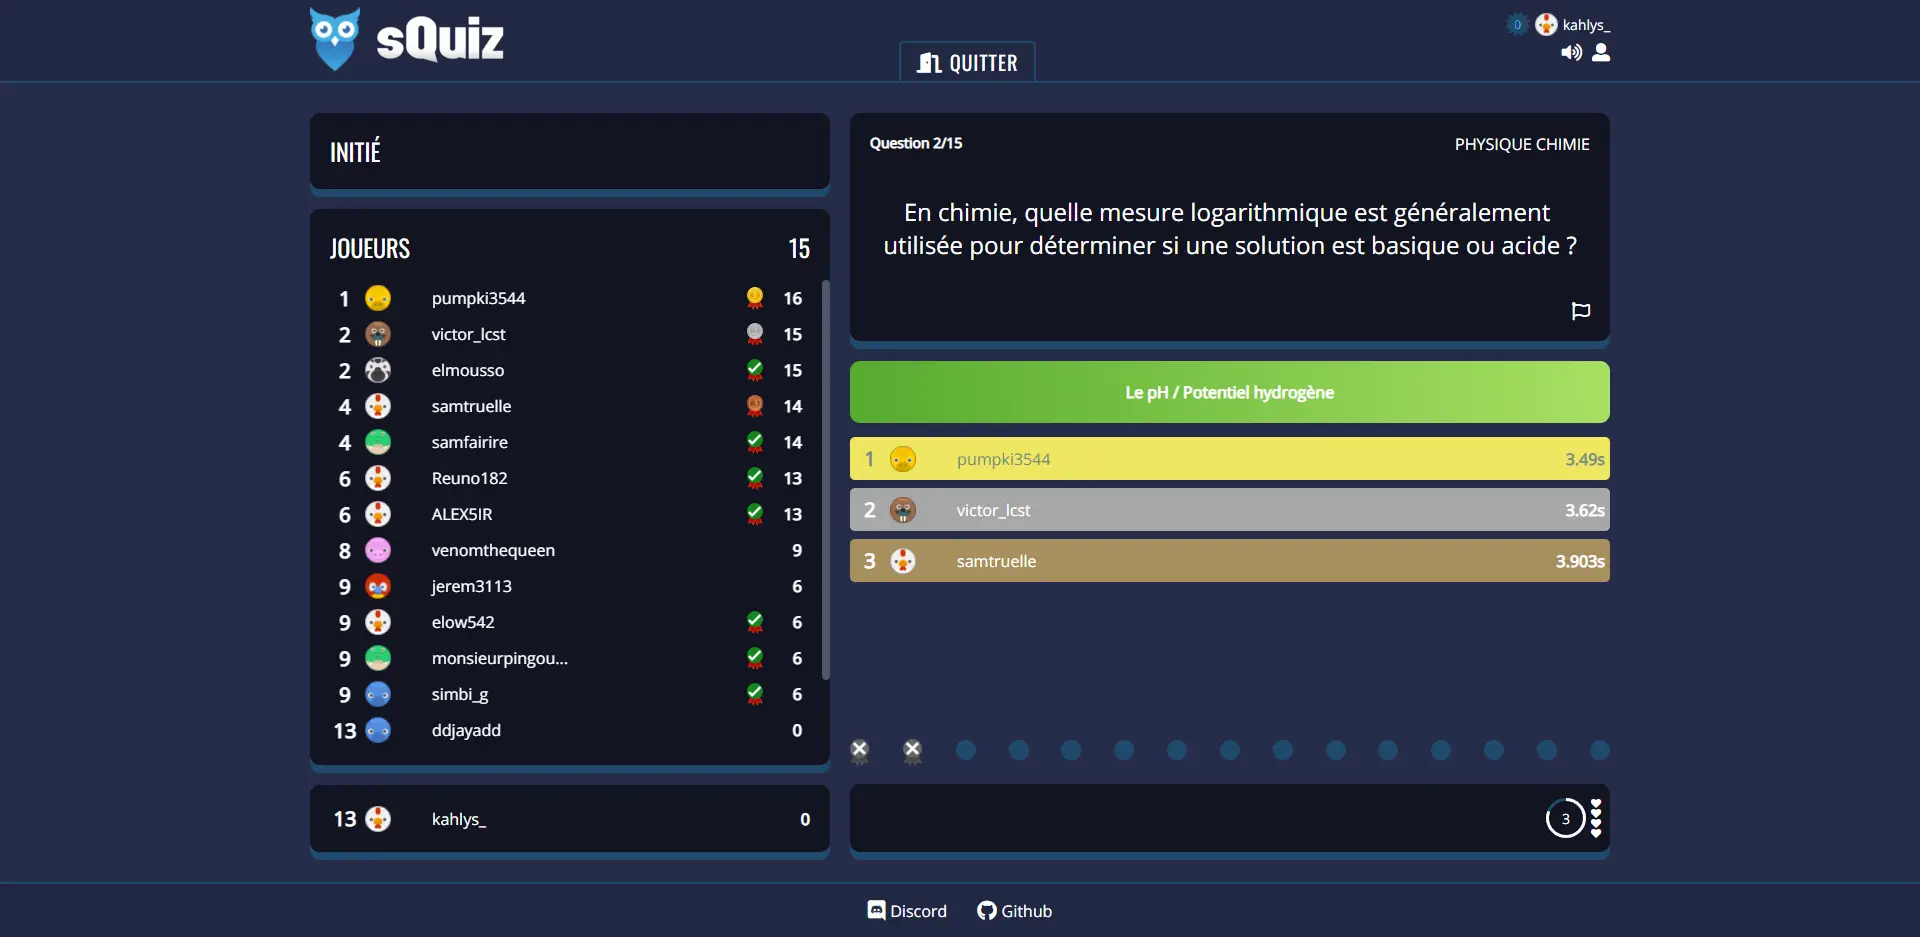 sQuiz
QUITTER
0 kahlys_
INITIÉ
JOUEURS 15
1 pumpki3544 16
2 victor_lcst 15
2 elmousso 15
4 samtruelle 14
4 samfairire 14
6 Reuno182 13
6 ALEX5IR 13
8 venomthequeen 9
9 jerem3113 6
9 elow542 6
9 monsieurpingou... 6
9 simbi_g 6
13 ddjayadd 0
13 kahlys_ 0
Question 2/15 PHYSIQUE CHIMIE
En chimie, quelle mesure logarithmique est généralement
utilisée pour déterminer si une solution est basique ou acide ?
Le pH / Potentiel hydrogène
1 pumpki3544 3.49s
2 victor_lcst 3.62s
3 samtruelle 3.903s
3
Discord Github